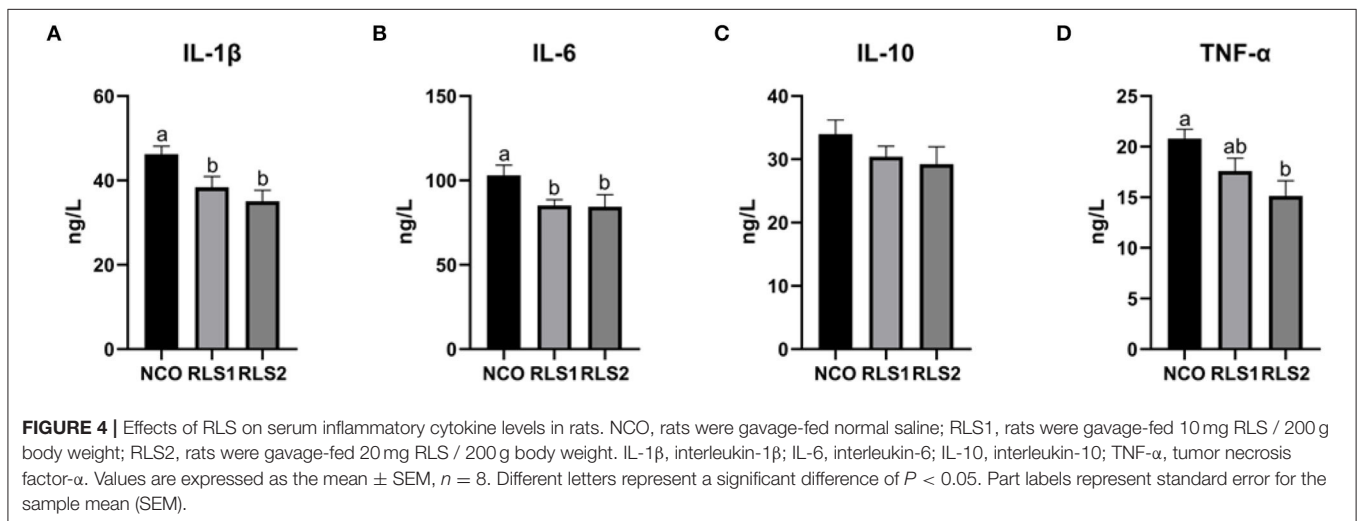 A
IL-1β
ng/L
60
40
20
0
a
b
b
NCO RLS1 RLS2
B
IL-6
ng/L
150
100
50
0
a
b
b
NCO RLS1 RLS2
C
IL-10
ng/L
40
30
20
10
0
NCO RLS1 RLS2
D
TNF-α
ng/L
25
20
15
10
5
0
a
ab
b
NCO RLS1 RLS2
FIGURE 4 | Effects of RLS on serum inflammatory cytokine levels in rats. NCO, rats were gavage-fed normal saline; RLS1, rats were gavage-fed 10 mg RLS / 200 g
body weight; RLS2, rats were gavage-fed 20 mg RLS / 200 g body weight. IL-1β, interleukin-1β; IL-6, interleukin-6; IL-10, interleukin-10; TNF-α, tumor necrosis
factor-α. Values are expressed as the mean ± SEM, n = 8. Different letters represent a significant difference of P < 0.05. Part labels represent standard error for the
sample mean (SEM).